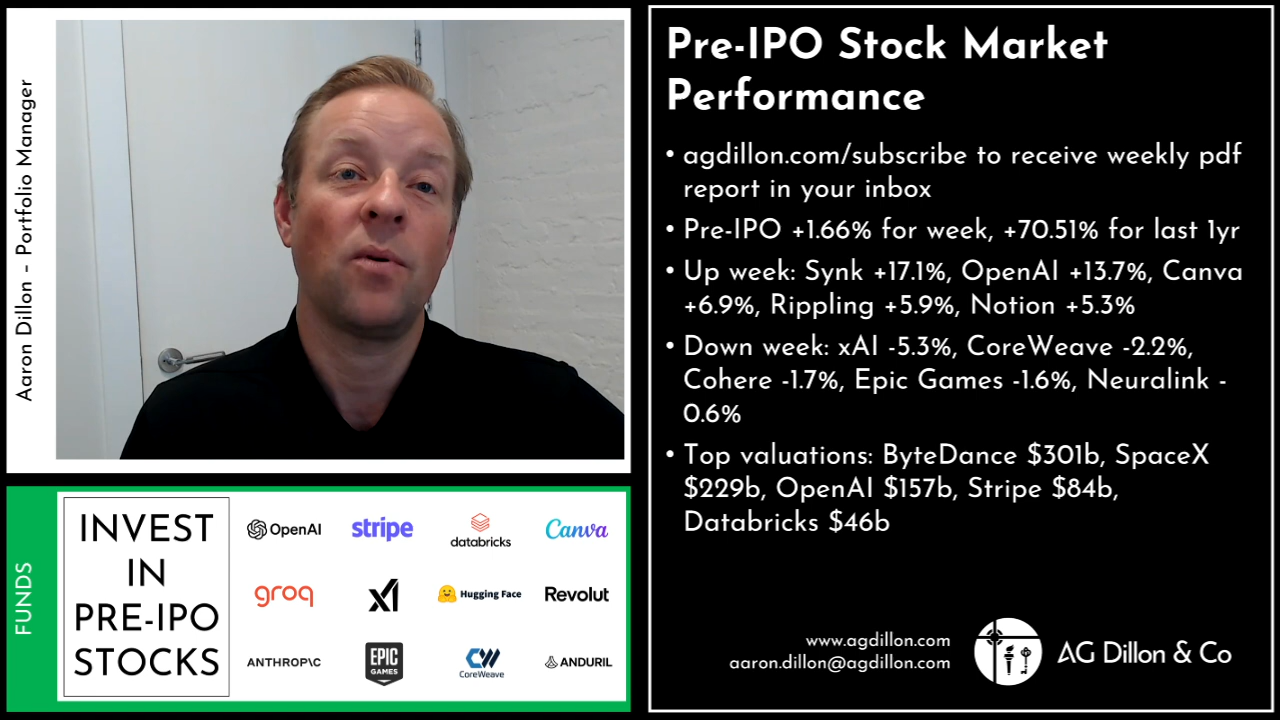 Aaron Dillon - Portfolio Manager
Pre-IPO Stock Market
Performance
• agdillon.com/subscribe to receive weekly pdf
report in your inbox
• Pre-IPO +1.66% for week, +70.51% for last 1yr
• Up week: Synk +17.1%, OpenAI +13.7%, Canva
+6.9%, Rippling +5.9%, Notion +5.3%
• Down week: xAI -5.3%, CoreWeave -2.2%,
Cohere -1.7%, Epic Games -1.6%, Neuralink -
0.6%
• Top valuations: ByteDance $301b, SpaceX
$229b, OpenAI $157b, Stripe $84b,
Databricks $46b
www.agdillon.com
aaron.dillon@agdillon.com
AG Dillon & Co
FUNDS
INVEST
IN
PRE-IPO
STOCKS
OpenAI
stripe
databricks
Canva
groq
xI
Hugging Face
Revolut
ANTHROP\C
EPIC
GAMES
CoreWeave
ANDURIL